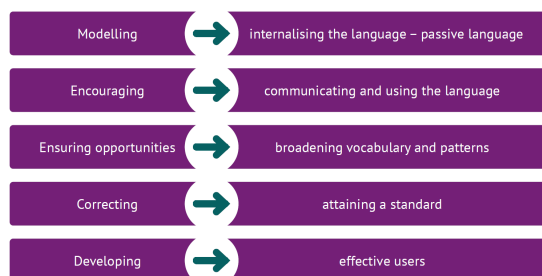 Modelling internalising the language – passive language
Encouraging communicating and using the language
Ensuring opportunities broadening vocabulary and patterns
Correcting attaining a standard
Developing effective users